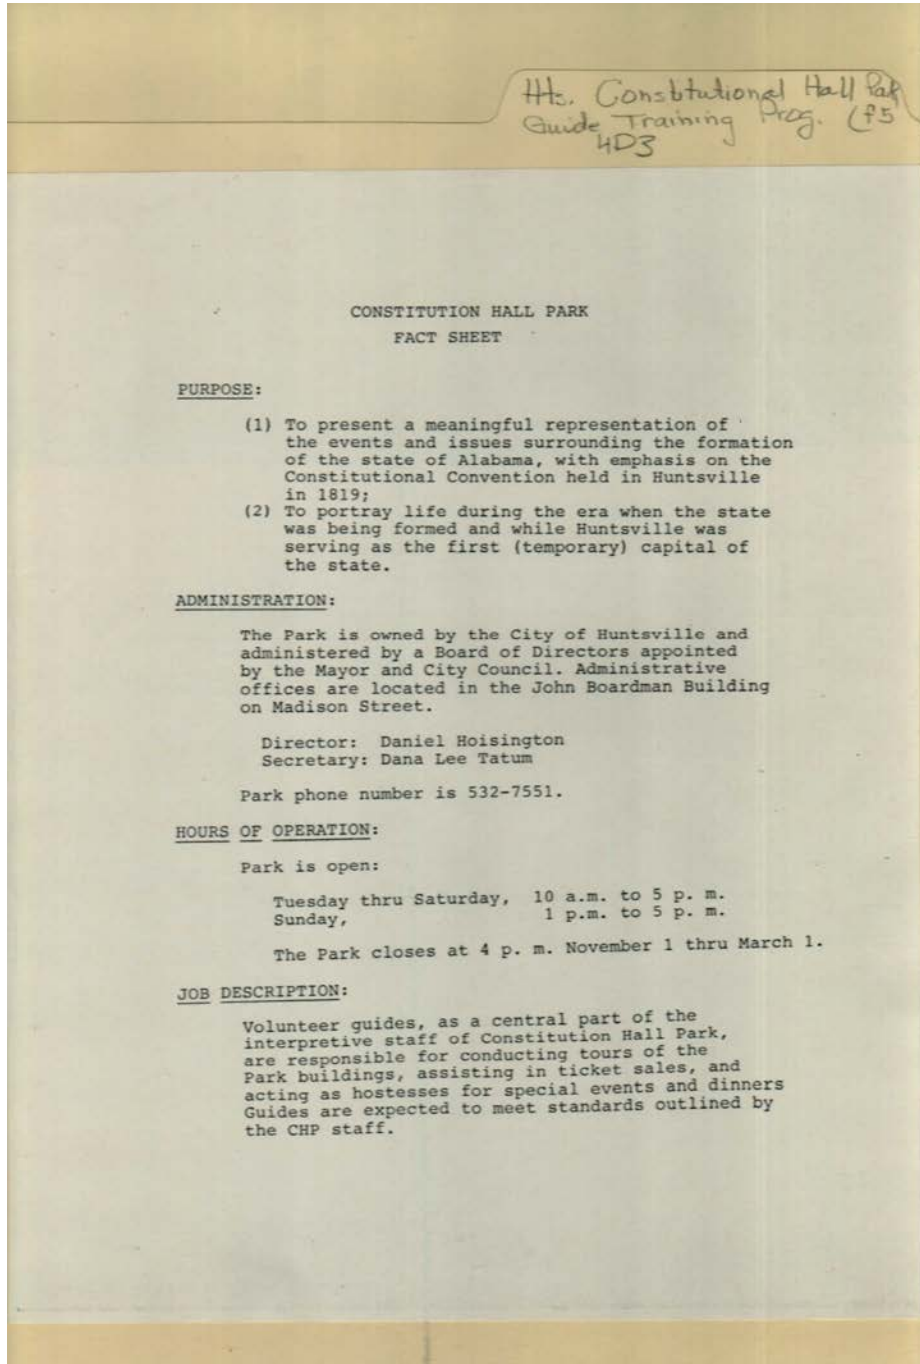 Hts. Constitutional Hall Park
Guide Training Prog. (f5
4D3
CONSTITUTION HALL PARK
FACT SHEET
PURPOSE:
(1) To present a meaningful representation of
the events and issues surrounding the formation
of the state of Alabama, with emphasis on the
Constitutional Convention held in Huntsville
in 1819;
(2) To portray life during the era when the state
was being formed and while Huntsville was
serving as the first (temporary) capital of
the state.
ADMINISTRATION:
The Park is owned by the City of Huntsville and
administered by a Board of Directors appointed
by the Mayor and City Council. Administrative
offices are located in the John Boardman Building
on Madison Street.
Director: Daniel Hoisington
Secretary: Dana Lee Tatum
Park phone number is 532-7551.
HOURS OF OPERATION:
Park is open:
Tuesday thru Saturday, 10 a.m. to 5 p. m.
Sunday, 1 p.m. to 5 p. m.
The Park closes at 4 p. m. November 1 thru March 1.
JOB DESCRIPTION:
Volunteer guides, as a central part of the
interpretive staff of Constitution Hall Park,
are responsible for conducting tours of the
Park buildings, assisting in ticket sales, and
acting as hostesses for special events and dinners
Guides are expected to meet standards outlined by
the CHP staff.